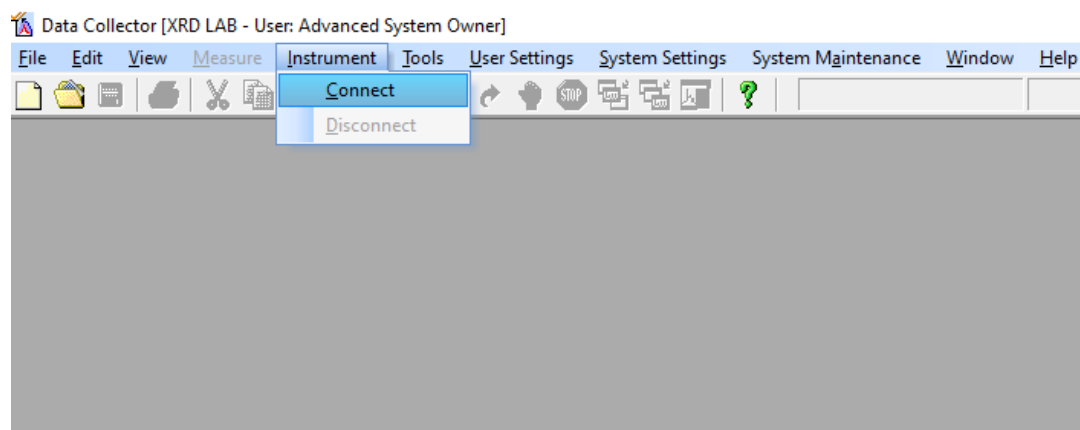 Data Collector [XRD LAB - User: Advanced System Owner]
File Edit View Measure Instrument Tools User Settings System Settings System Maintenance Window Help
STOP
Connect
Disconnect